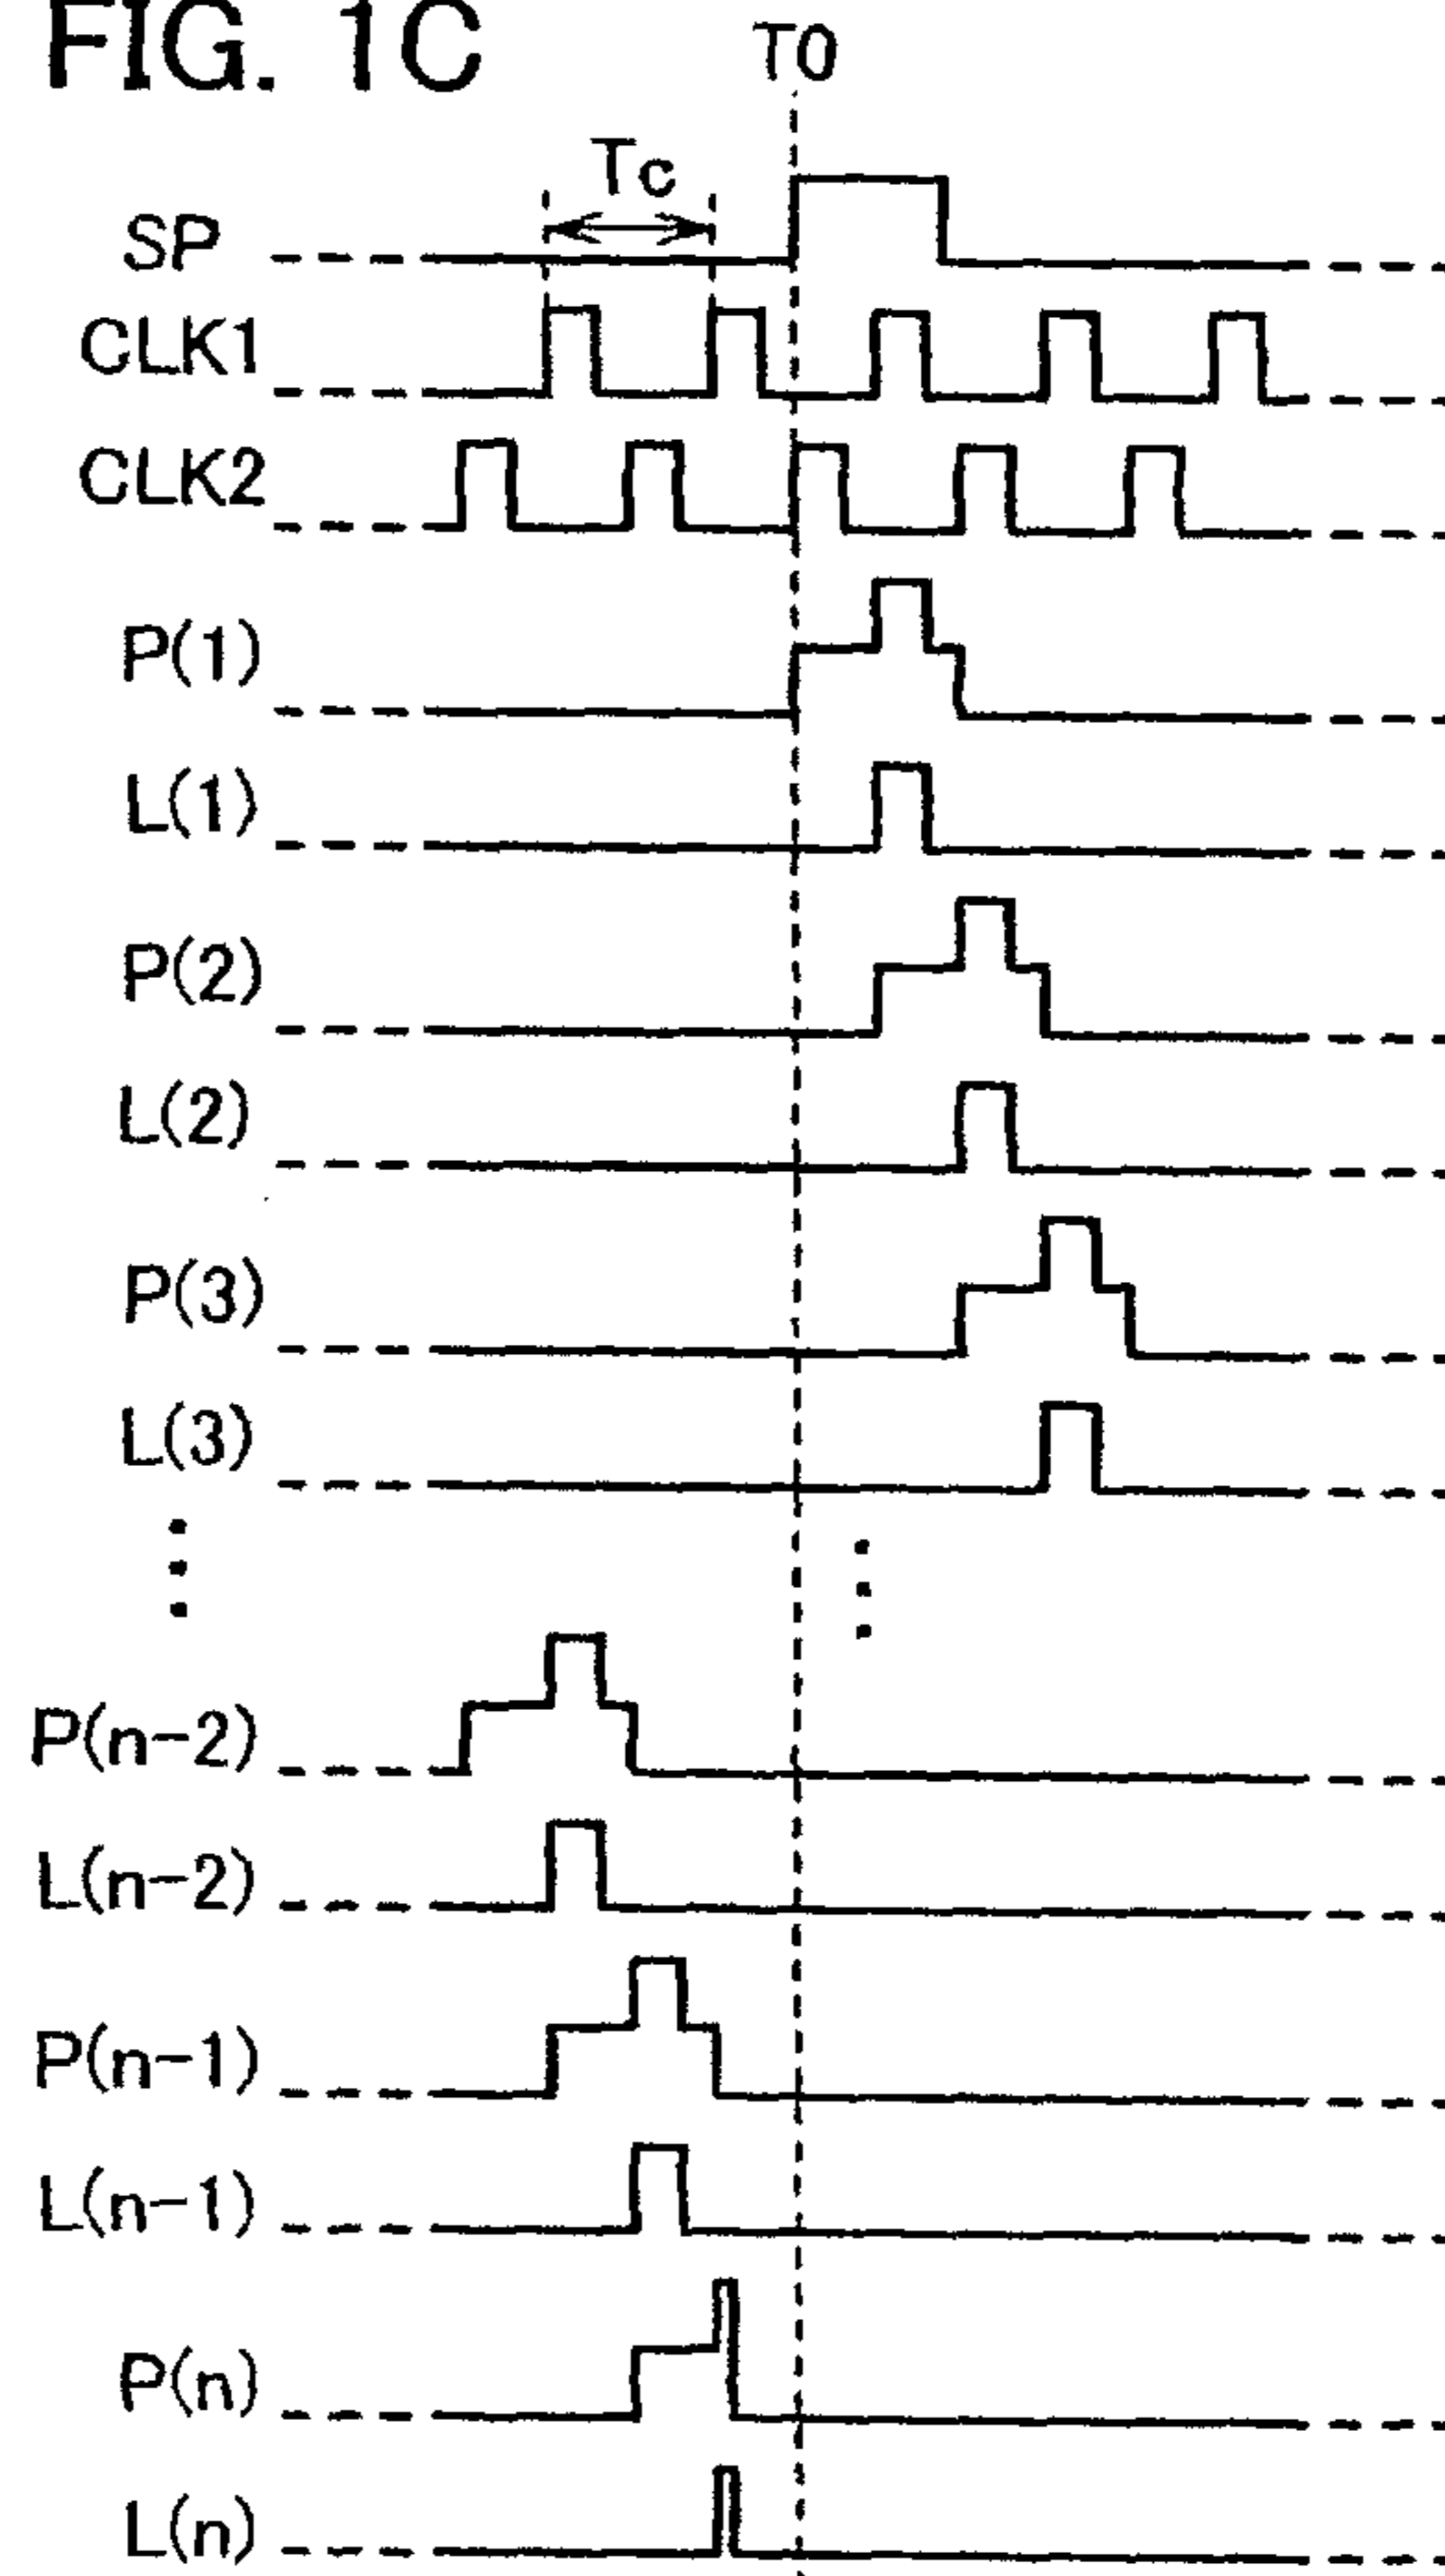 FIG. 1C
T0
Tc
SP
CLK1
CLK2
P(1)
L(1)
P(2)
L(2)
P(3)
L(3)
P(n-2)
L(n-2)
P(n-1)
L(n-1)
P(n)
L(n)